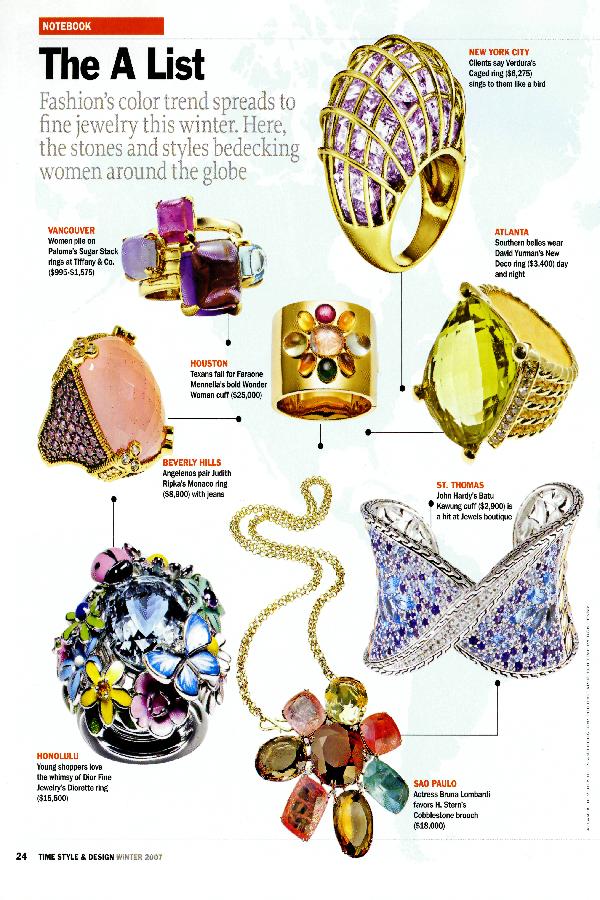 NOTEBOOK
The A List
Fashion's color trend spreads to
fine jewelry this winter. Here,
the stones and styles bedecking
women around the globe
NEW YORK CITY
Clients say Verdura's
Caged ring ($6,275)
sings to them like a bird
VANCOUVER
Women pile on
Paloma's Sugar Stack
rings at Tiffany & Co.
($995-$1,575)
ATLANTA
Southern belles wear
David Yurman's New
Deco ring ($3,400) day
and night
HOUSTON
Texans fall for Faraone
Mennella's bold Wonder
Woman cuff ($25,000)
BEVERLY HILLS
Angelenos pair Judith
Ripka's Monaco ring
($8,900) with jeans
ST. THOMAS
John Hardy's Batu
Kawung cuff ($2,900) is
a hit at Jewels boutique
HONOLULU
Young shoppers love
the whimsy of Dior Fine
Jewelry's Diorette ring
($15,500)
SAO PAULO
Actress Bruna Lombardi
favors H. Stern's
Cobblestone brooch
($18,000)
24 TIME STYLE & DESIGN WINTER 2007